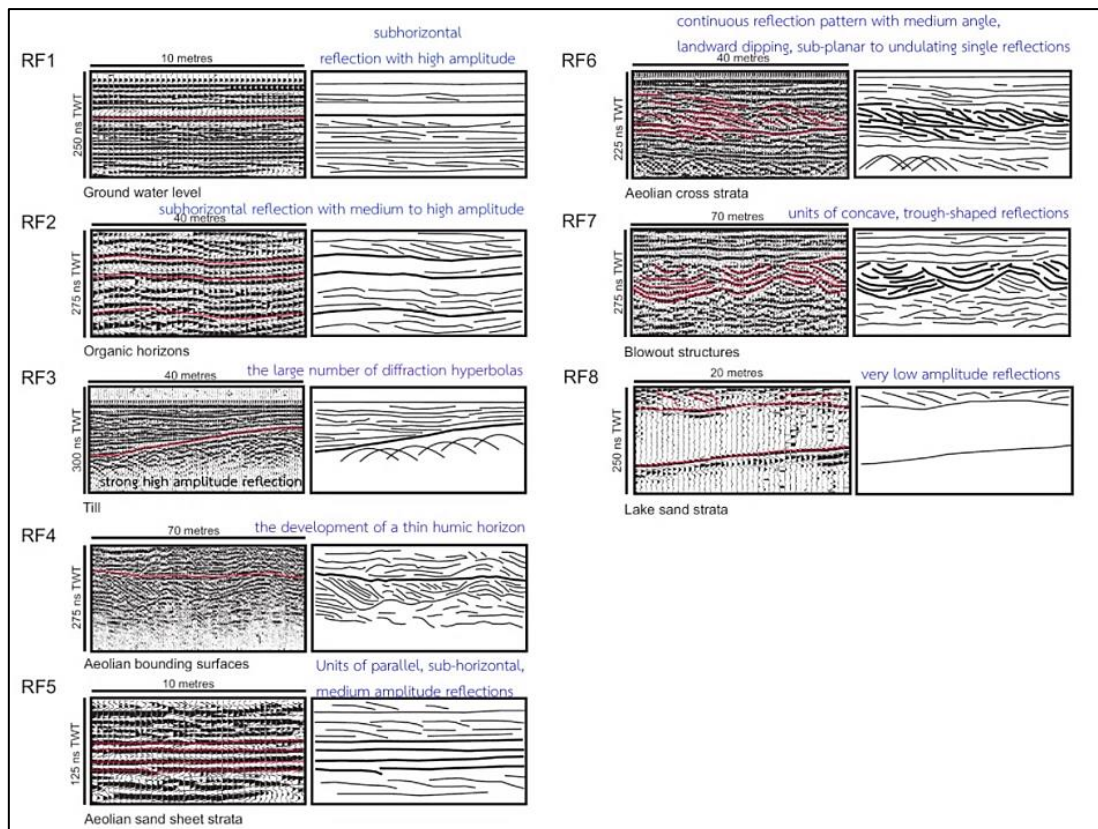 subhorizontal
reflection with high amplitude
RF1
10 metres
250 ns TWT
Ground water level
subhorizontal reflection with medium to high amplitude
RF2
40 metres
275 ns TWT
Organic horizons
the large number of diffraction hyperbolas
RF3
40 metres
300 ns TWT
strong high amplitude reflection
Till
the development of a thin humic horizon
RF4
70 metres
275 ns TWT
Aeolian bounding surfaces
Units of parallel, sub-horizontal,
medium amplitude reflections
RF5
10 metres
125 ns TWT
Aeolian sand sheet strata
continuous reflection pattern with medium angle,
landward dipping, sub-planar to undulating single reflections
RF6
40 metres
225 ns TWT
Aeolian cross strata
units of concave, trough-shaped reflections
RF7
70 metres
275 ns TWT
Blowout structures
very low amplitude reflections
RF8
20 metres
250 ns TWT
Lake sand strata